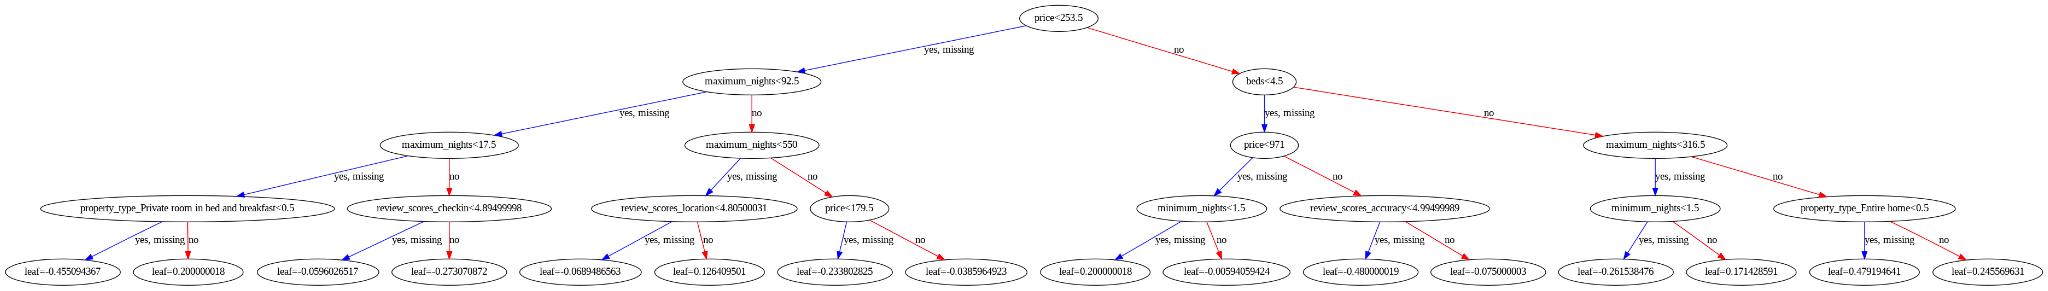 price<253.5
yes, missing
no
maximum_nights<92.5
beds<4.5
yes, missing
no
yes, missing
no
maximum_nights<17.5
maximum_nights<550
price<971
maximum_nights<316.5
yes, missing
no
yes, missing
no
yes, missing
no
yes, missing
no
property_type_Private room in bed and breakfast<0.5
review_scores_checkin<4.89499998
review_scores_location<4.80500031
price<179.5
minimum_nights<1.5
review_scores_accuracy<4.99499989
minimum_nights<1.5
property_type_Entire home<0.5
yes, missing
no
yes, missing
no
yes, missing
no
yes, missing
no
yes, missing
no
yes, missing
no
yes, missing
no
yes, missing
no
leaf=-0.455094367
leaf=0.200000018
leaf=-0.0596026517
leaf=-0.273070872
leaf=-0.0689486563
leaf=0.126409501
leaf=-0.233802825
leaf=-0.0385964923
leaf=0.200000018
leaf=-0.00594059424
leaf=-0.480000019
leaf=-0.075000003
leaf=-0.261538476
leaf=0.171428591
leaf=0.479194641
leaf=0.245569631